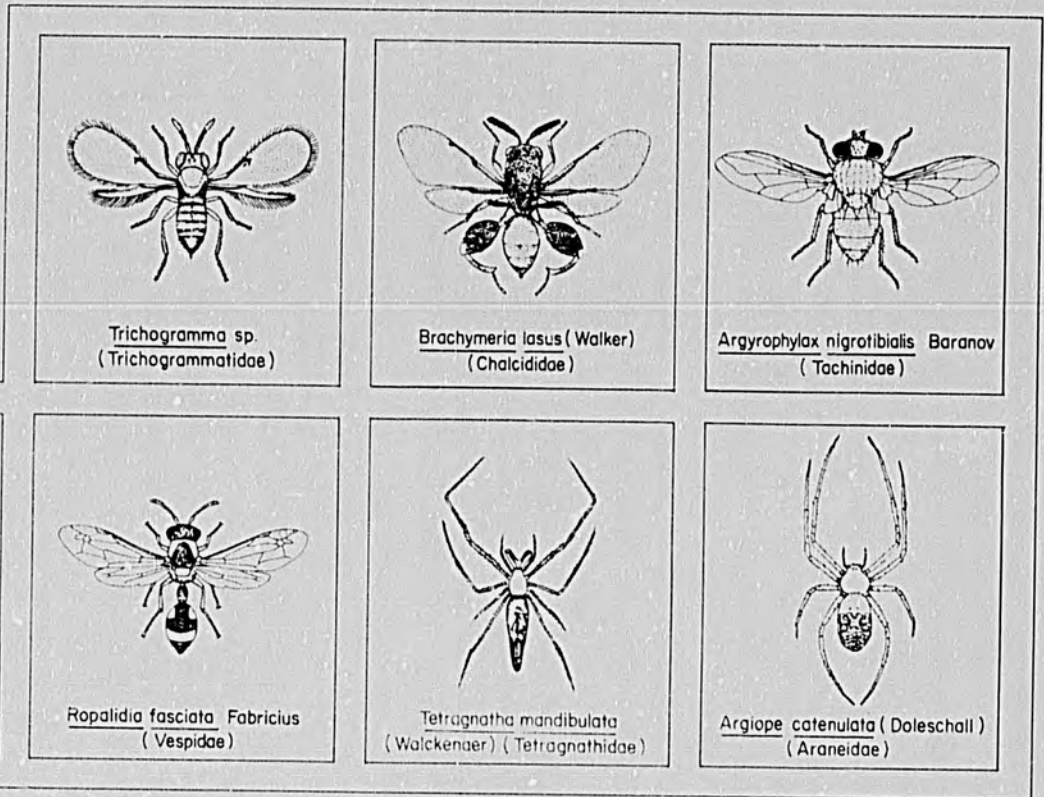 Trichogramma sp.
(Trichogrammatidae)
Brachymeria lasus (Walker)
(Chalcididae)
Argyrophylax nigrotibialis Baranov
(Tachinidae)
Ropalidia fasciata Fabricius
(Vespidae)
Tetragnatha mandibulata
(Walckenaer) (Tetragnathidae)
Argiope catenulata (Doleschall)
(Araneidae)